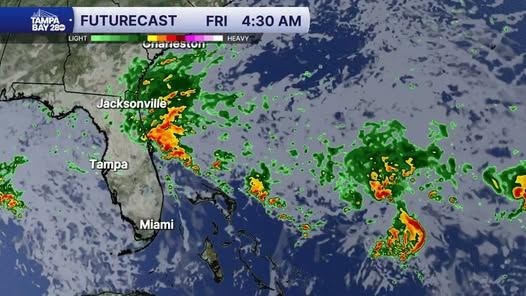 TAMPA BAY 28
FUTURECAST FRI 4:30 AM
LIGHT HEAVY
Charleston
Jacksonville
Tampa
Miami